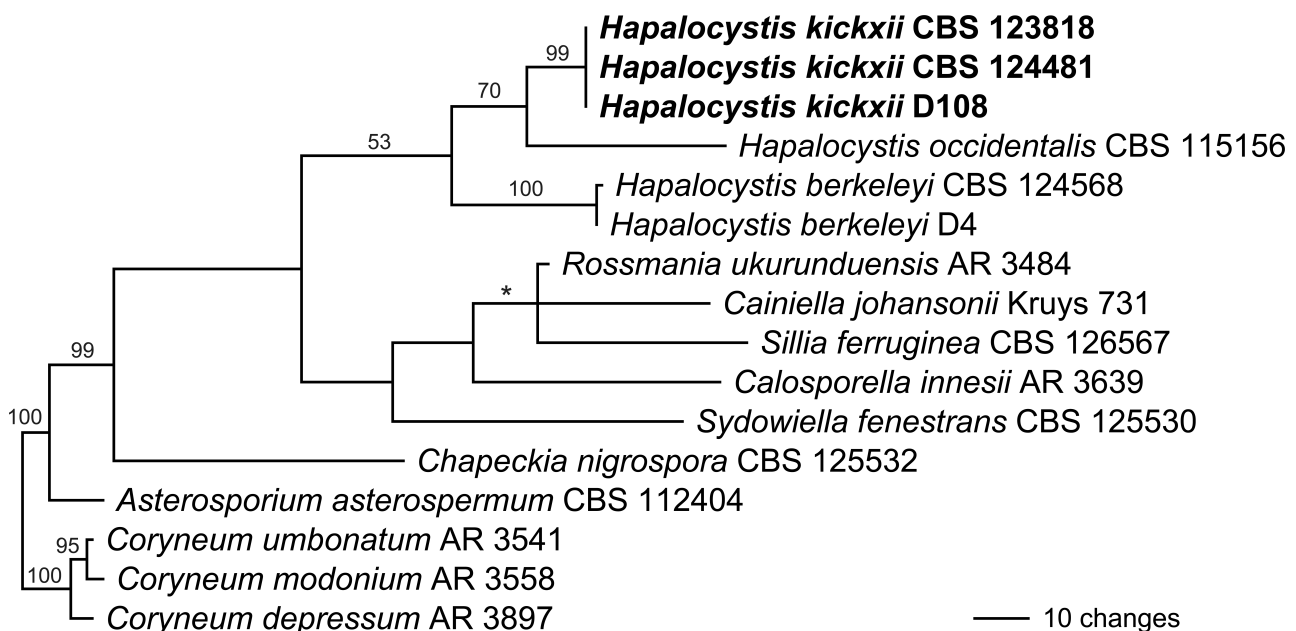 Hapalocystis kickxii CBS 123818
99
Hapalocystis kickxii CBS 124481
70
Hapalocystis kickxii D108
53
Hapalocystis occidentalis CBS 115156
100
Hapalocystis berkeleyi CBS 124568
Hapalocystis berkeleyi D4
Rossmania ukurunduensis AR 3484
*
Cainiella johansonii Kruys 731
Sillia ferruginea CBS 126567
99
Calosporella innesii AR 3639
100
Sydowiella fenestrans CBS 125530
Chapeckia nigrospora CBS 125532
Asterosporium asterospermum CBS 112404
95
Coryneum umbonatum AR 3541
100
Coryneum modonium AR 3558
Coryneum depressum AR 3897
10 changes